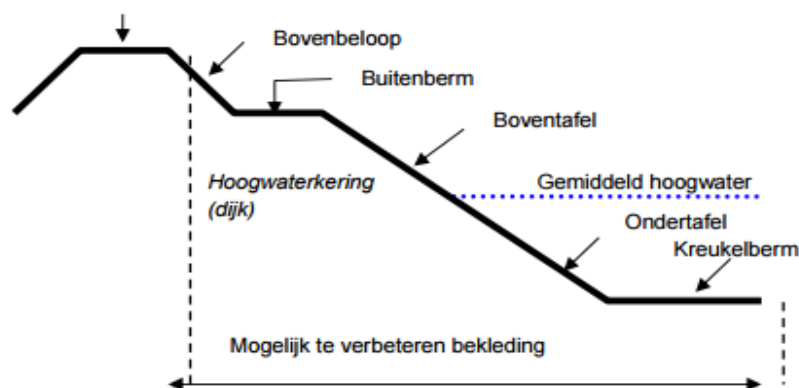 Bovenbeloop
Buitenberm
Boventafel
Hoogwaterkering
(dijk)
Gemiddeld hoogwater
Ondertafel
Kreukelberm
Mogelijk te verbeteren bekleding